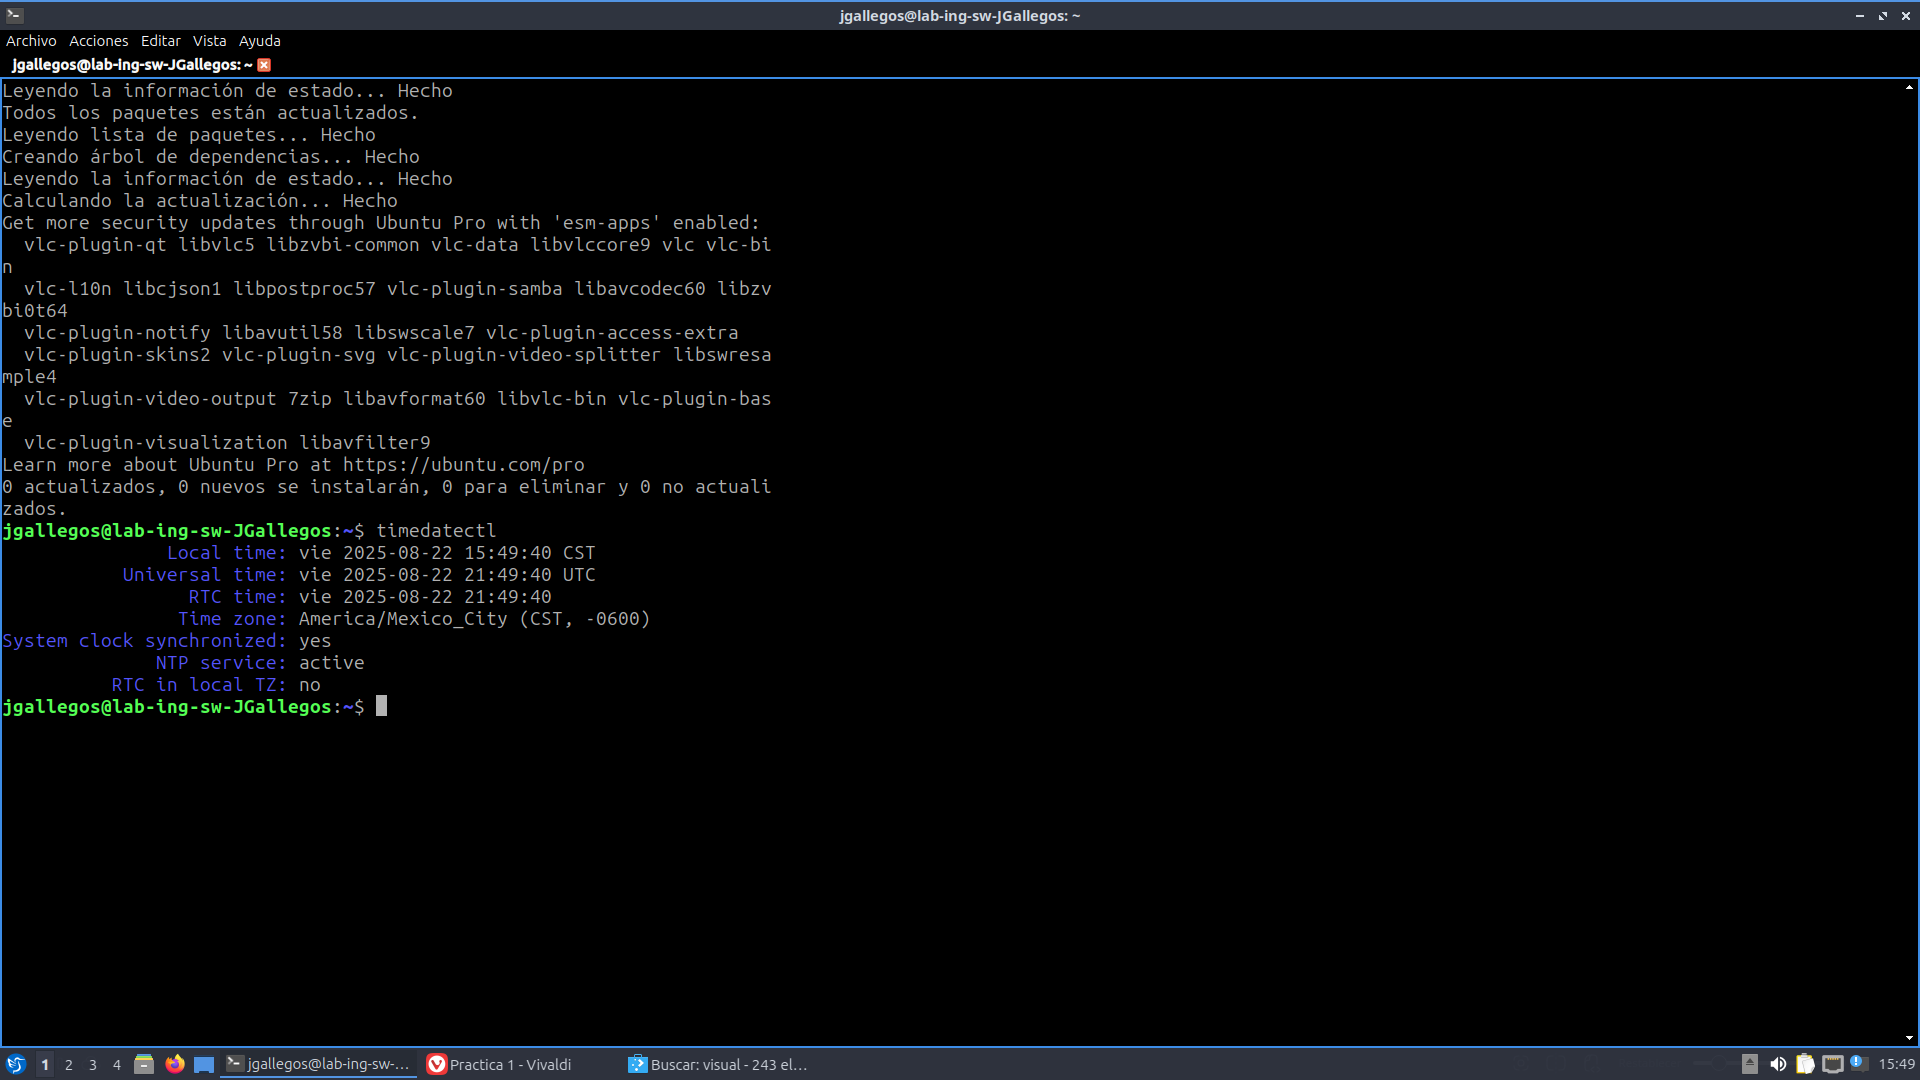 jgallegos@lab-ing-sw-JGallegos: ~
Archivo Acciones Editar Vista Ayuda
jgallegos@lab-ing-sw-JGallegos: ~
Leyendo la información de estado... Hecho
Todos los paquetes están actualizados.
Leyendo lista de paquetes... Hecho
Creando árbol de dependencias... Hecho
Leyendo la información de estado... Hecho
Calculando la actualización... Hecho
Get more security updates through Ubuntu Pro with 'esm-apps' enabled:
vlc-plugin-qt libvlc5 libzvbi-common vlc-data libvlccore9 vlc vlc-bi
n
vlc-l10n libcjson1 libpostproc57 vlc-plugin-samba libavcodec60 libzv
bi0t64
vlc-plugin-notify libavutil58 libswscale7 vlc-plugin-access-extra
vlc-plugin-skins2 vlc-plugin-svg vlc-plugin-video-splitter libswresa
mple4
vlc-plugin-video-output 7zip libavformat60 libvlc-bin vlc-plugin-bas
e
vlc-plugin-visualization libavfilter9
Learn more about Ubuntu Pro at https://ubuntu.com/pro
0 actualizados, 0 nuevos se instalarán, 0 para eliminar y 0 no actuali
zados.
jgallegos@lab-ing-sw-JGallegos:~$ timedatectl
Local time: vie 2025-08-22 15:49:40 CST
Universal time: vie 2025-08-22 21:49:40 UTC
RTC time: vie 2025-08-22 21:49:40
Time zone: America/Mexico_City (CST, -0600)
System clock synchronized: yes
NTP service: active
RTC in local TZ: no
jgallegos@lab-ing-sw-JGallegos:~$
1 2 3 4 jgallegos@lab-ing-sw-... Practica 1 - Vivaldi Buscar: visual - 243 el... 15:49